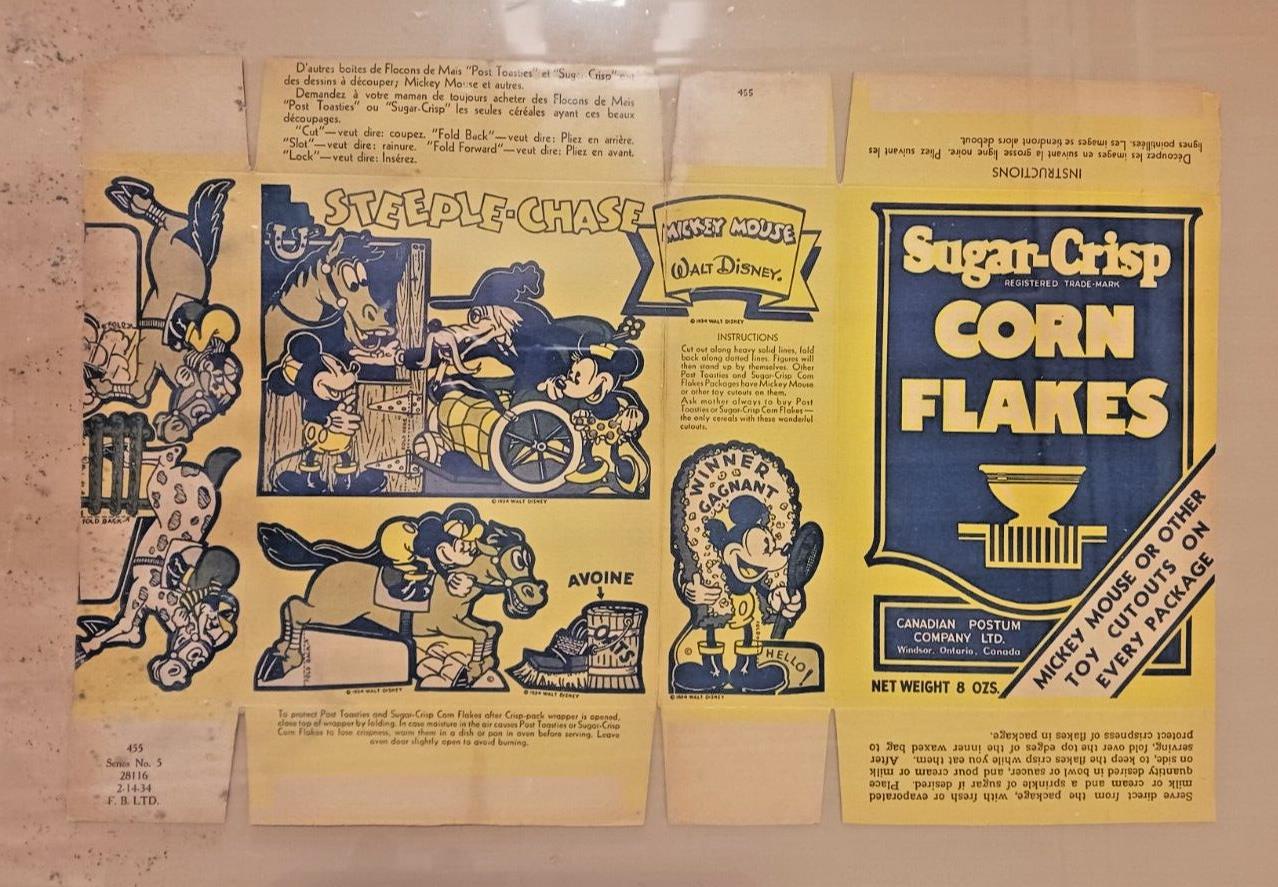 D'autres boîtes de Flocons de Mais "Post Toasties" et "Sugar Crisp" ont
des dessins à découper; Mickey Mouse et autres.
Demandez à votre maman de toujours acheter des Flocons de Mais
"Post Toasties" ou "Sugar-Crisp" les seules céréales ayant ces beaux
découpages.
"Cut"—veut dire: coupez. "Fold Back"—veut dire: Pliez en arrière.
"Slot"—veut dire: rainure. "Fold Forward"—veut dire: Pliez en avant.
"Lock"—veut dire: Insérez.
455
INSTRUCTIONS
Découpez les images en suivant la grosse ligne noire. Pliez suivant les
lignes pointillées. Les images se tiendront alors debout.
FOLD BACK
STEEPLE-CHASE
© 1934 WALT DISNEY
© 1934 WALT DISNEY
AVOINE
OATS
© 1934 WALT DISNEY
MICKEY MOUSE
WALT DISNEY.
© 1934 WALT DISNEY
INSTRUCTIONS
Cut out along heavy solid lines, fold
back along dotted lines. Figures will
then stand up by themselves. Other
Post Toasties and Sugar-Crisp Corn
Flakes Packages have Mickey Mouse
or other toy cutouts on them.
Ask mother always to buy Post
Toasties or Sugar-Crisp Corn Flakes—
the only cereals with these wonderful
cutouts.
WINNER
GAGNANT
HELLO!
© 1934 WALT DISNEY
Sugar-Crisp
REGISTERED TRADE-MARK
CORN
FLAKES
CANADIAN POSTUM
COMPANY LTD.
Windsor, Ontario, Canada
NET WEIGHT 8 OZS.
MICKEY MOUSE OR OTHER
TOY CUTOUTS ON
EVERY PACKAGE
455
Series No. 5
28116
2-14-34
F. B. LTD.
To protect Post Toasties and Sugar-Crisp Corn Flakes after Crisp-pack wrapper is opened,
close top of wrapper by folding. In case moisture in the air causes Post Toasties or Sugar-Crisp
Corn Flakes to lose crispness, warm them in a dish or pan in oven before serving. Leave
oven door slightly open to avoid burning.
Serve direct from the package, with fresh or evaporated
milk or cream and a sprinkle of sugar if desired. Place
quantity desired in bowl or saucer, and pour cream or milk
on side, to keep the flakes crisp while you eat them. After
serving, fold over the top edges of the inner waxed bag to
protect crispness of flakes in package.